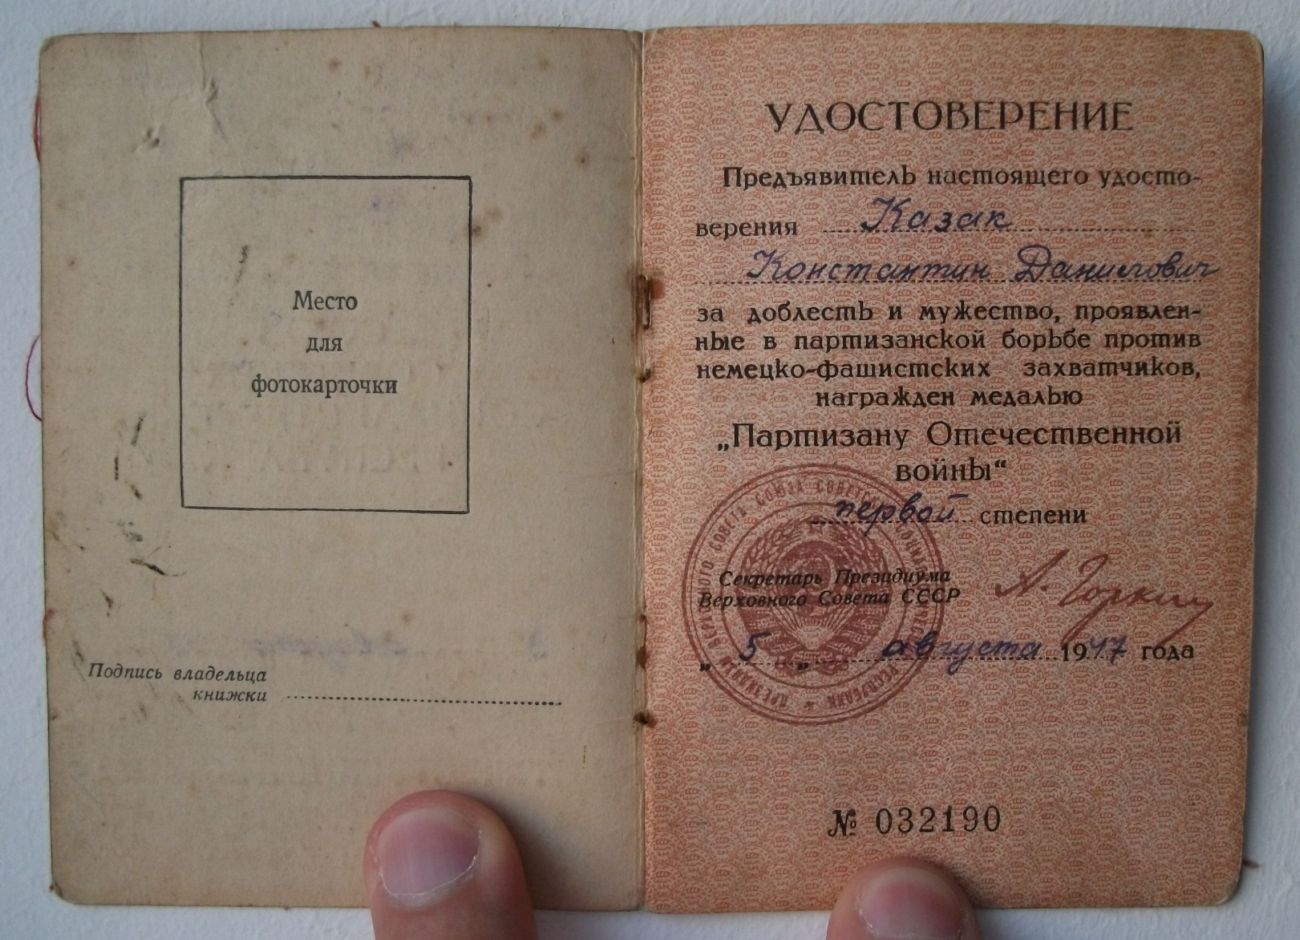 Место
для
фотокарточки
Подпись владельца
книжки
УДОСТОВЕРЕНИЕ
Предъявитель настоящего удосто-
верения Казак
Константин Данилович
за доблесть и мужество, проявлен-
ные в партизанской борьбе против
немецко-фашистских захватчиков,
награжден медалью
„Партизану Отечественной
войны“
первой степени
Секретарь Президиума
Верховного Совета СССР
А. Горкин
„5„ августа 1947 года
№ 032190